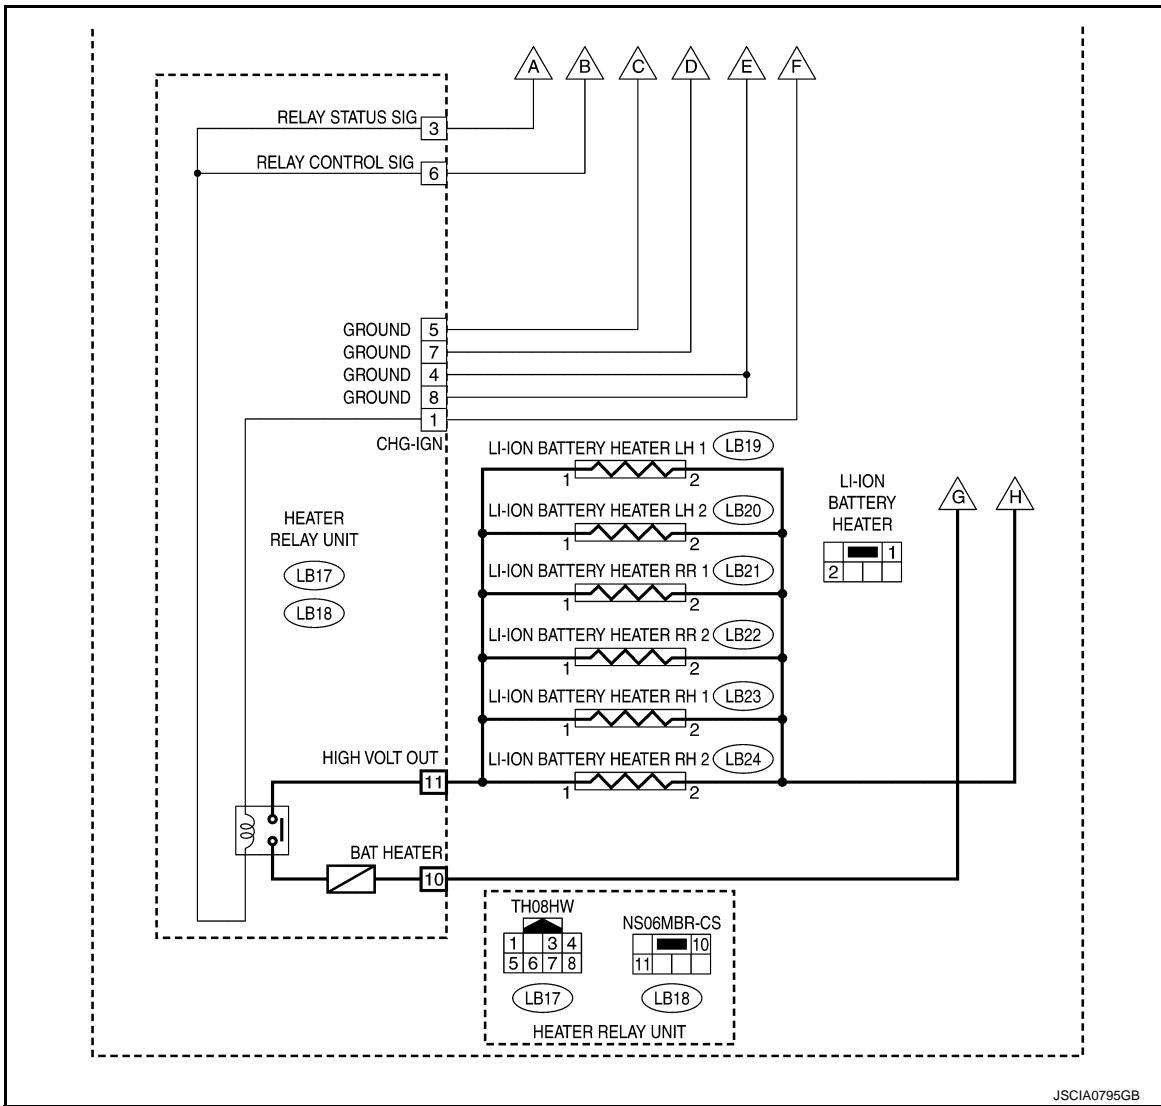 A B C D E F
RELAY STATUS SIG 3
RELAY CONTROL SIG 6
GROUND 5
GROUND 7
GROUND 4
GROUND 8
1
CHG-IGN
LI-ION BATTERY HEATER LH 1 LB19
1 2
LI-ION BATTERY HEATER LH 2 LB20
1 2
LI-ION BATTERY HEATER RR 1 LB21
1 2
LI-ION BATTERY HEATER RR 2 LB22
1 2
LI-ION BATTERY HEATER RH 1 LB23
1 2
LI-ION BATTERY HEATER RH 2 LB24
1 2
LI-ION
BATTERY
HEATER
1
2
G H
HEATER
RELAY UNIT
LB17
LB18
HIGH VOLT OUT
11
BAT HEATER
10
TH08HW
1 3 4
5 6 7 8
LB17
NS06MBR-CS
10
11
LB18
HEATER RELAY UNIT
JSCIA0795GB